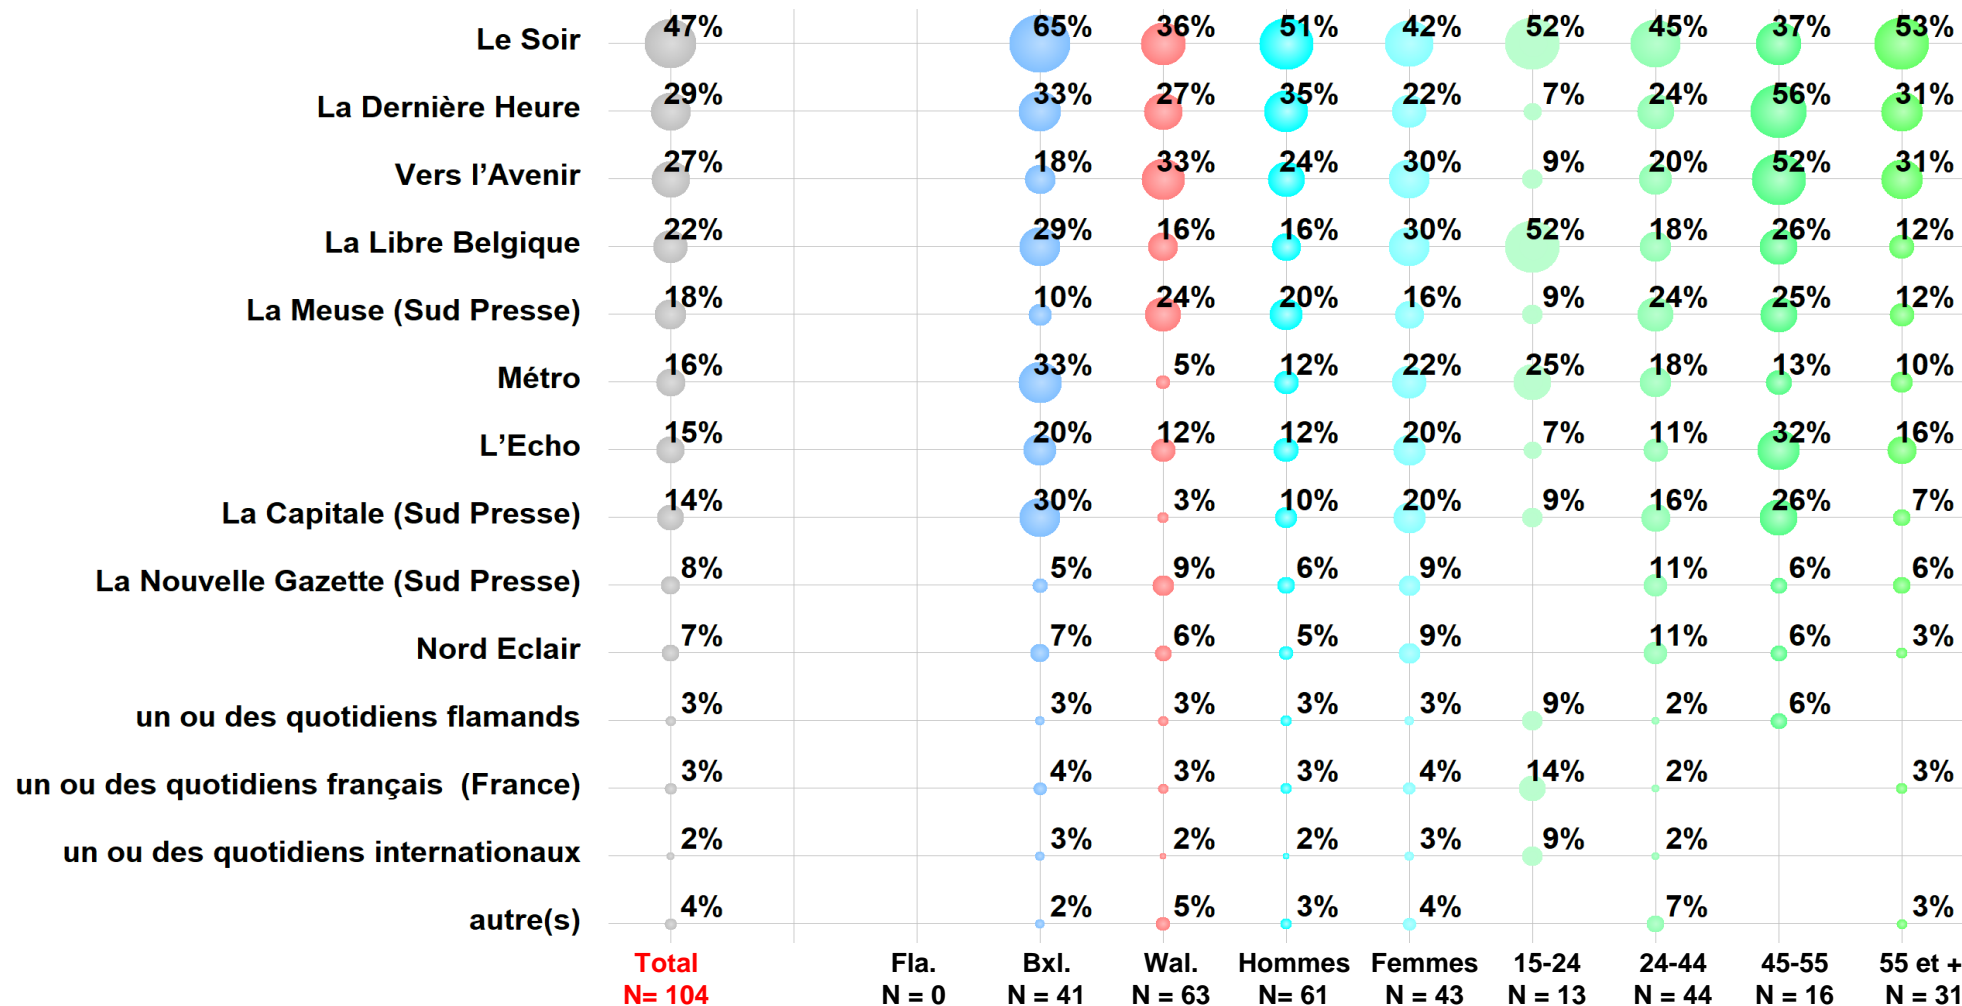 Le Soir 47% 65% 36% 51% 42% 52% 45% 37% 53%
La Dernière Heure 29% 33% 27% 35% 22% 7% 24% 56% 31%
Vers l’Avenir 27% 18% 33% 24% 30% 9% 20% 52% 31%
La Libre Belgique 22% 29% 16% 16% 30% 52% 18% 26% 12%
La Meuse (Sud Presse) 18% 10% 24% 20% 16% 9% 24% 25% 12%
Métro 16% 33% 5% 12% 22% 25% 18% 13% 10%
L’Echo 15% 20% 12% 12% 20% 7% 11% 32% 16%
La Capitale (Sud Presse) 14% 30% 3% 10% 20% 9% 16% 26% 7%
La Nouvelle Gazette (Sud Presse) 8% 5% 9% 6% 9% 11% 6% 6%
Nord Eclair 7% 7% 6% 5% 9% 11% 6% 3%
un ou des quotidiens flamands 3% 3% 3% 3% 3% 9% 2% 6%
un ou des quotidiens français (France) 3% 4% 3% 3% 4% 14% 2% 3%
un ou des quotidiens internationaux 2% 3% 2% 2% 3% 9% 2%
autre(s) 4% 2% 5% 3% 4% 7% 3%
Total Fla. Bxl. Wal. Hommes Femmes 15-24 24-44 45-55 55 et +
N= 104 N = 0 N = 41 N = 63 N= 61 N = 43 N = 13 N = 44 N = 16 N = 31